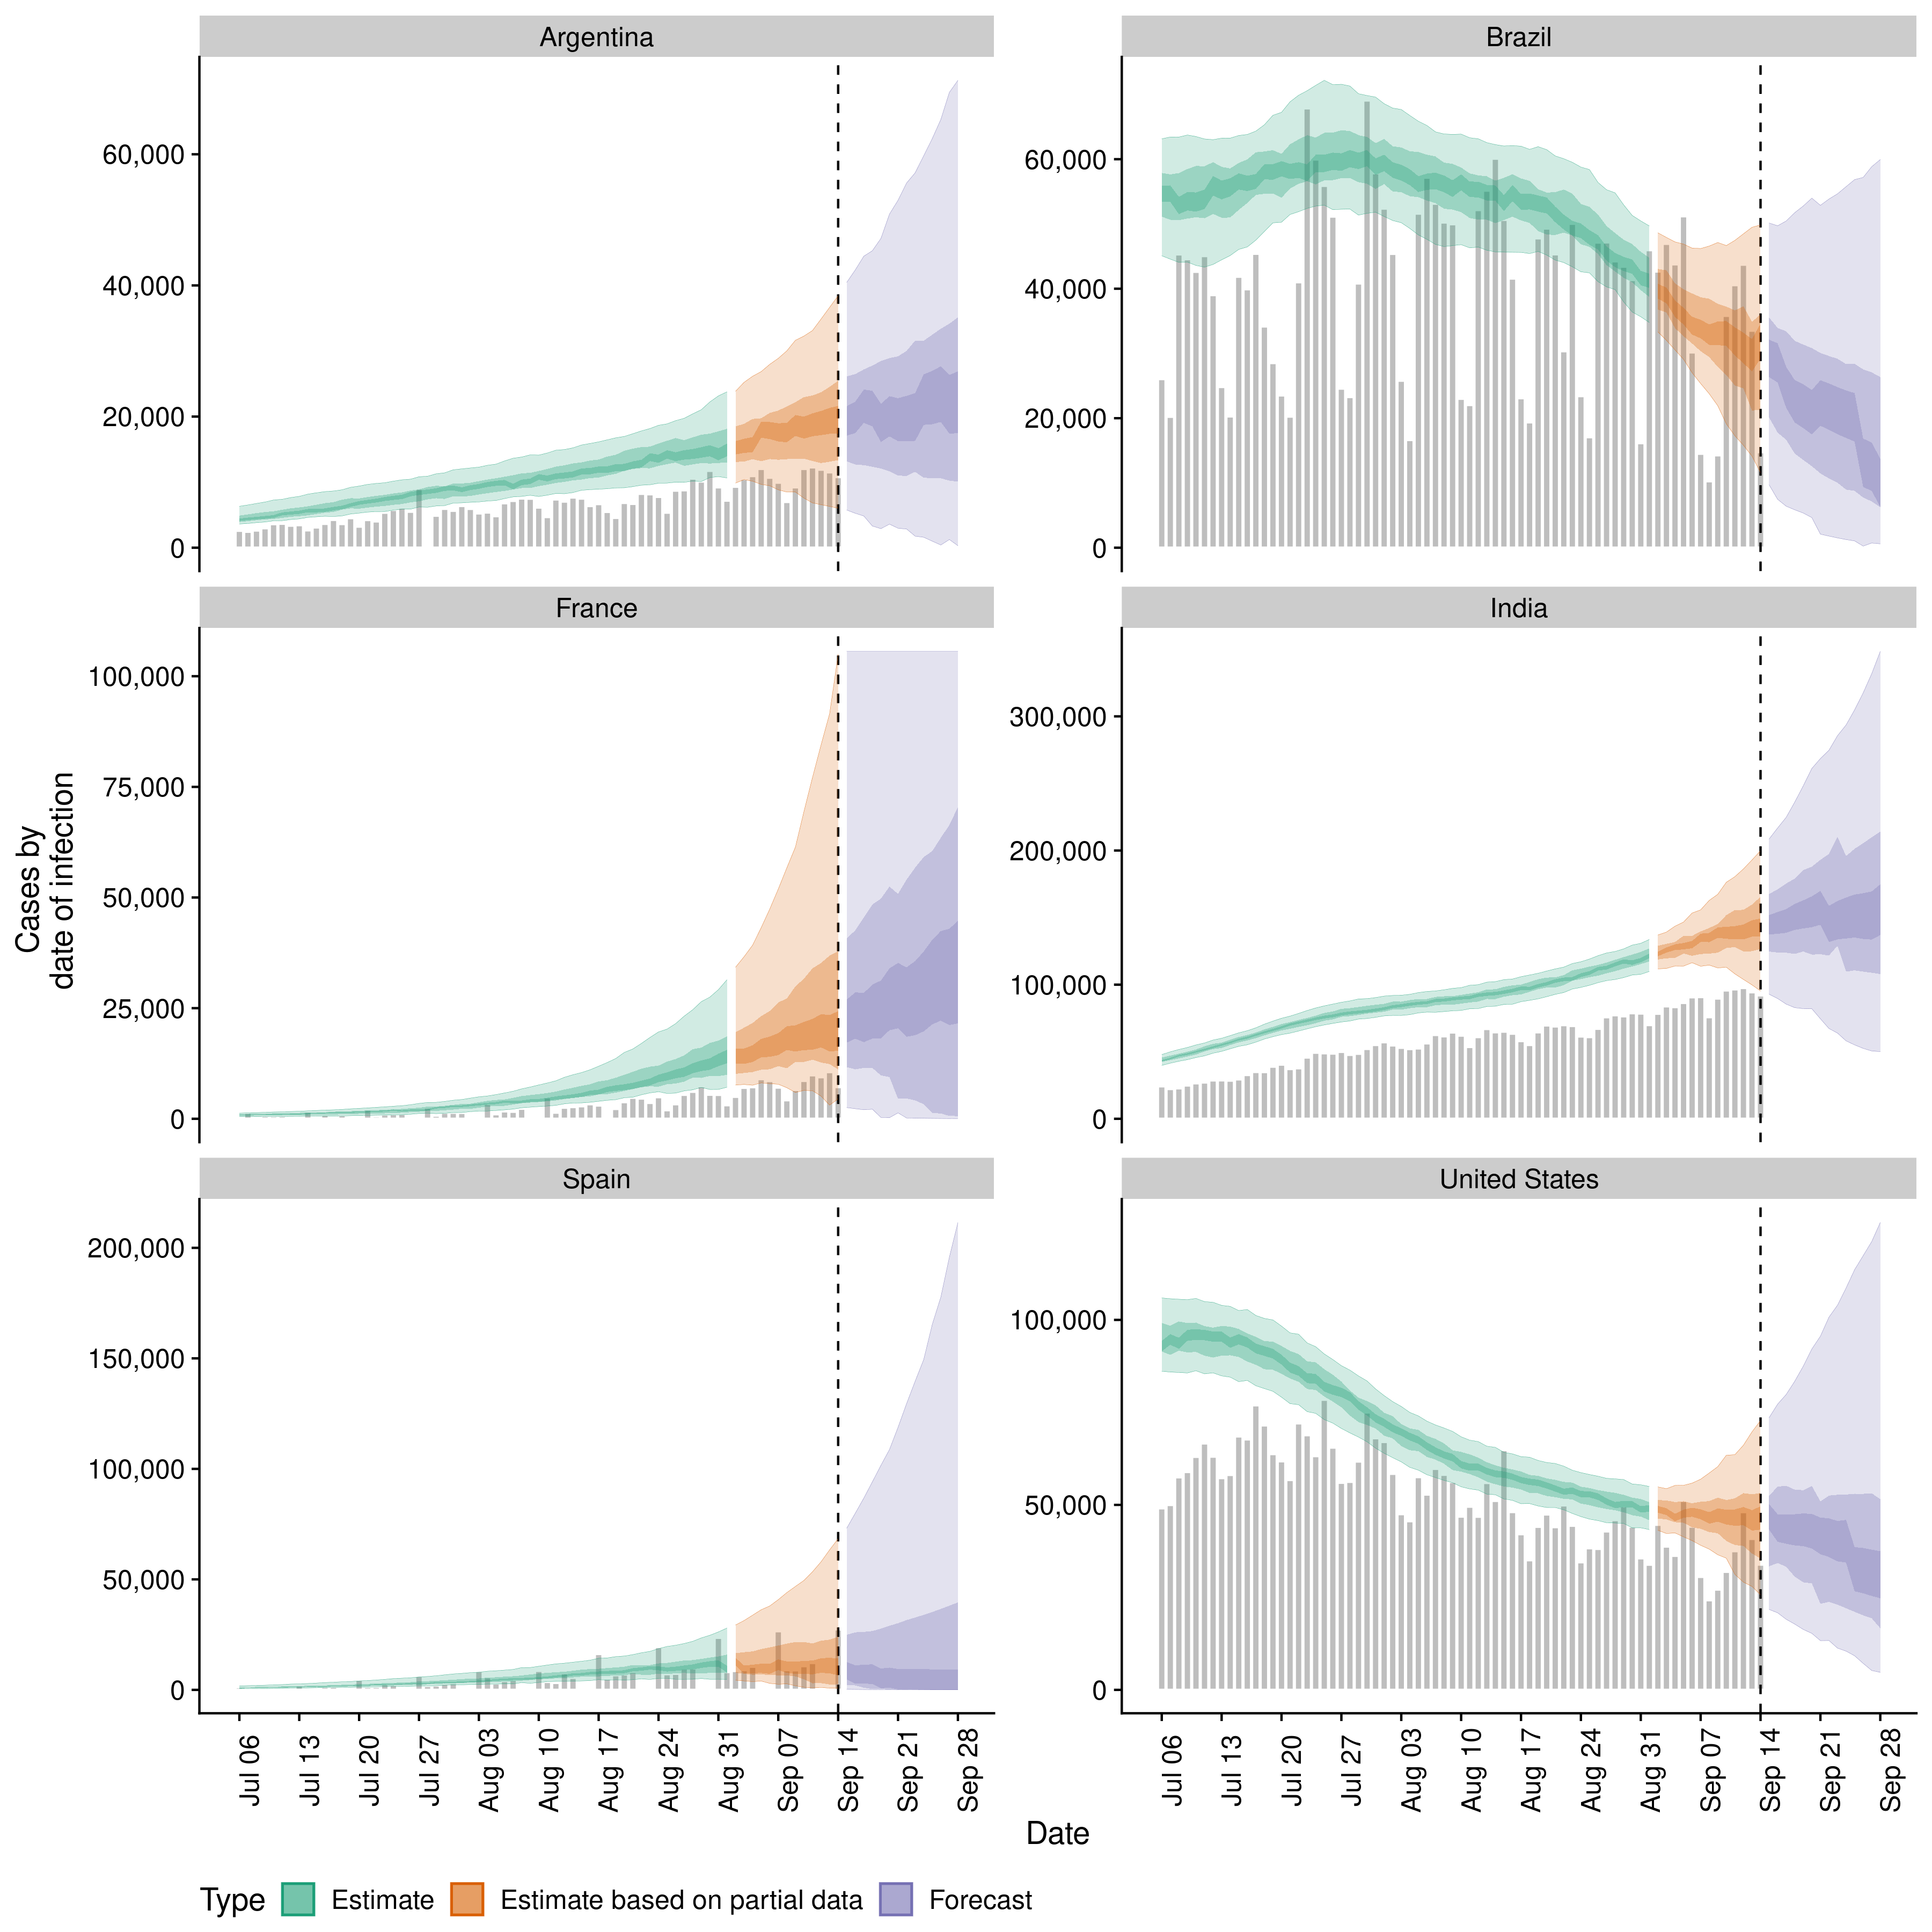 Argentina
Brazil
60,000
40,000
20,000
0
60,000
40,000
20,000
0
France
India
100,000
75,000
50,000
25,000
0
300,000
200,000
100,000
0
Cases by
date of infection
Spain
United States
200,000
150,000
100,000
50,000
0
100,000
50,000
0
Jul 06
Jul 13
Jul 20
Jul 27
Aug 03
Aug 10
Aug 17
Aug 24
Aug 31
Sep 07
Sep 14
Sep 21
Sep 28
Jul 06
Jul 13
Jul 20
Jul 27
Aug 03
Aug 10
Aug 17
Aug 24
Aug 31
Sep 07
Sep 14
Sep 21
Sep 28
Date
Type Estimate Estimate based on partial data Forecast